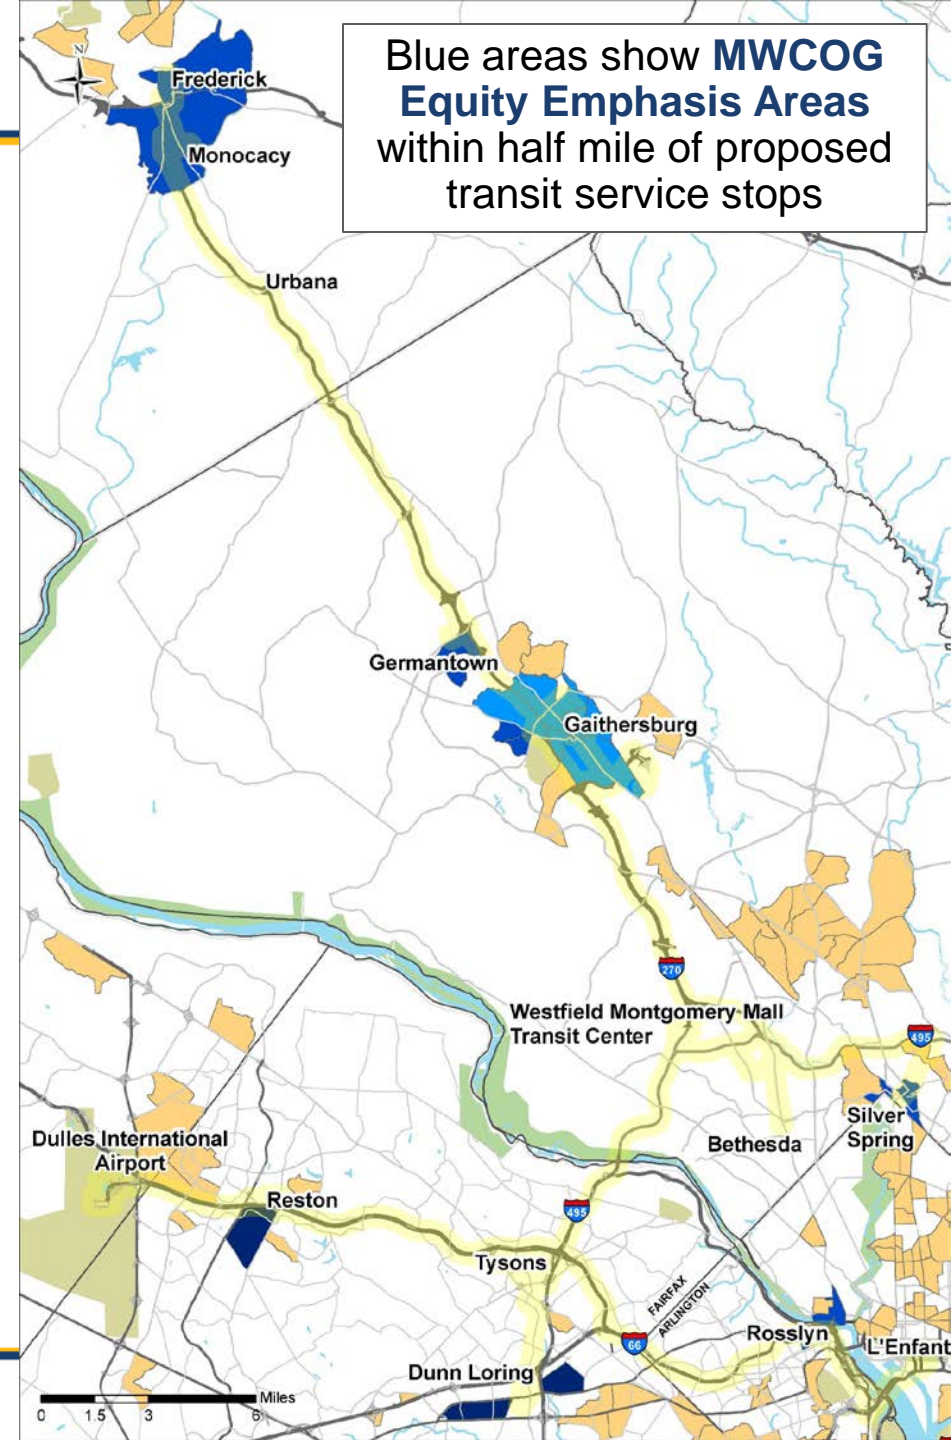 Blue areas show MWCOG
Equity Emphasis Areas
within half mile of proposed
transit service stops
N
Frederick
Monocacy
Urbana
Germantown
Gaithersburg
270
Westfield Montgomery Mall
Transit Center
495
Silver
Spring
Bethesda
Dulles International
Airport
Reston
495
Tysons
FAIRFAX
ARLINGTON
Rosslyn
66
L'Enfant
Dunn Loring
Miles
0 1.5 3 6